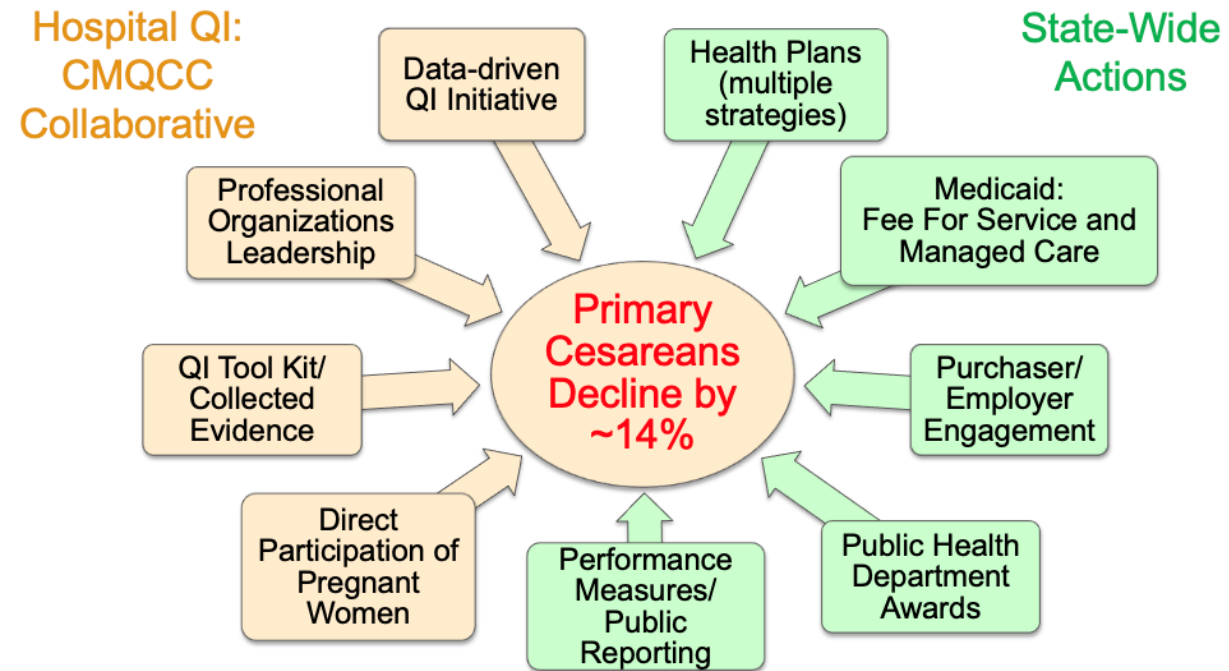 Hospital QI:
CMQCC
Collaborative
State-Wide
Actions
Data-driven
QI Initiative
Health Plans
(multiple
strategies)
Professional
Organizations
Leadership
Medicaid:
Fee For Service and
Managed Care
Primary
Cesareans
Decline by
~14%
QI Tool Kit/
Collected
Evidence
Purchaser/
Employer
Engagement
Direct
Participation of
Pregnant
Women
Performance
Measures/
Public
Reporting
Public Health
Department
Awards